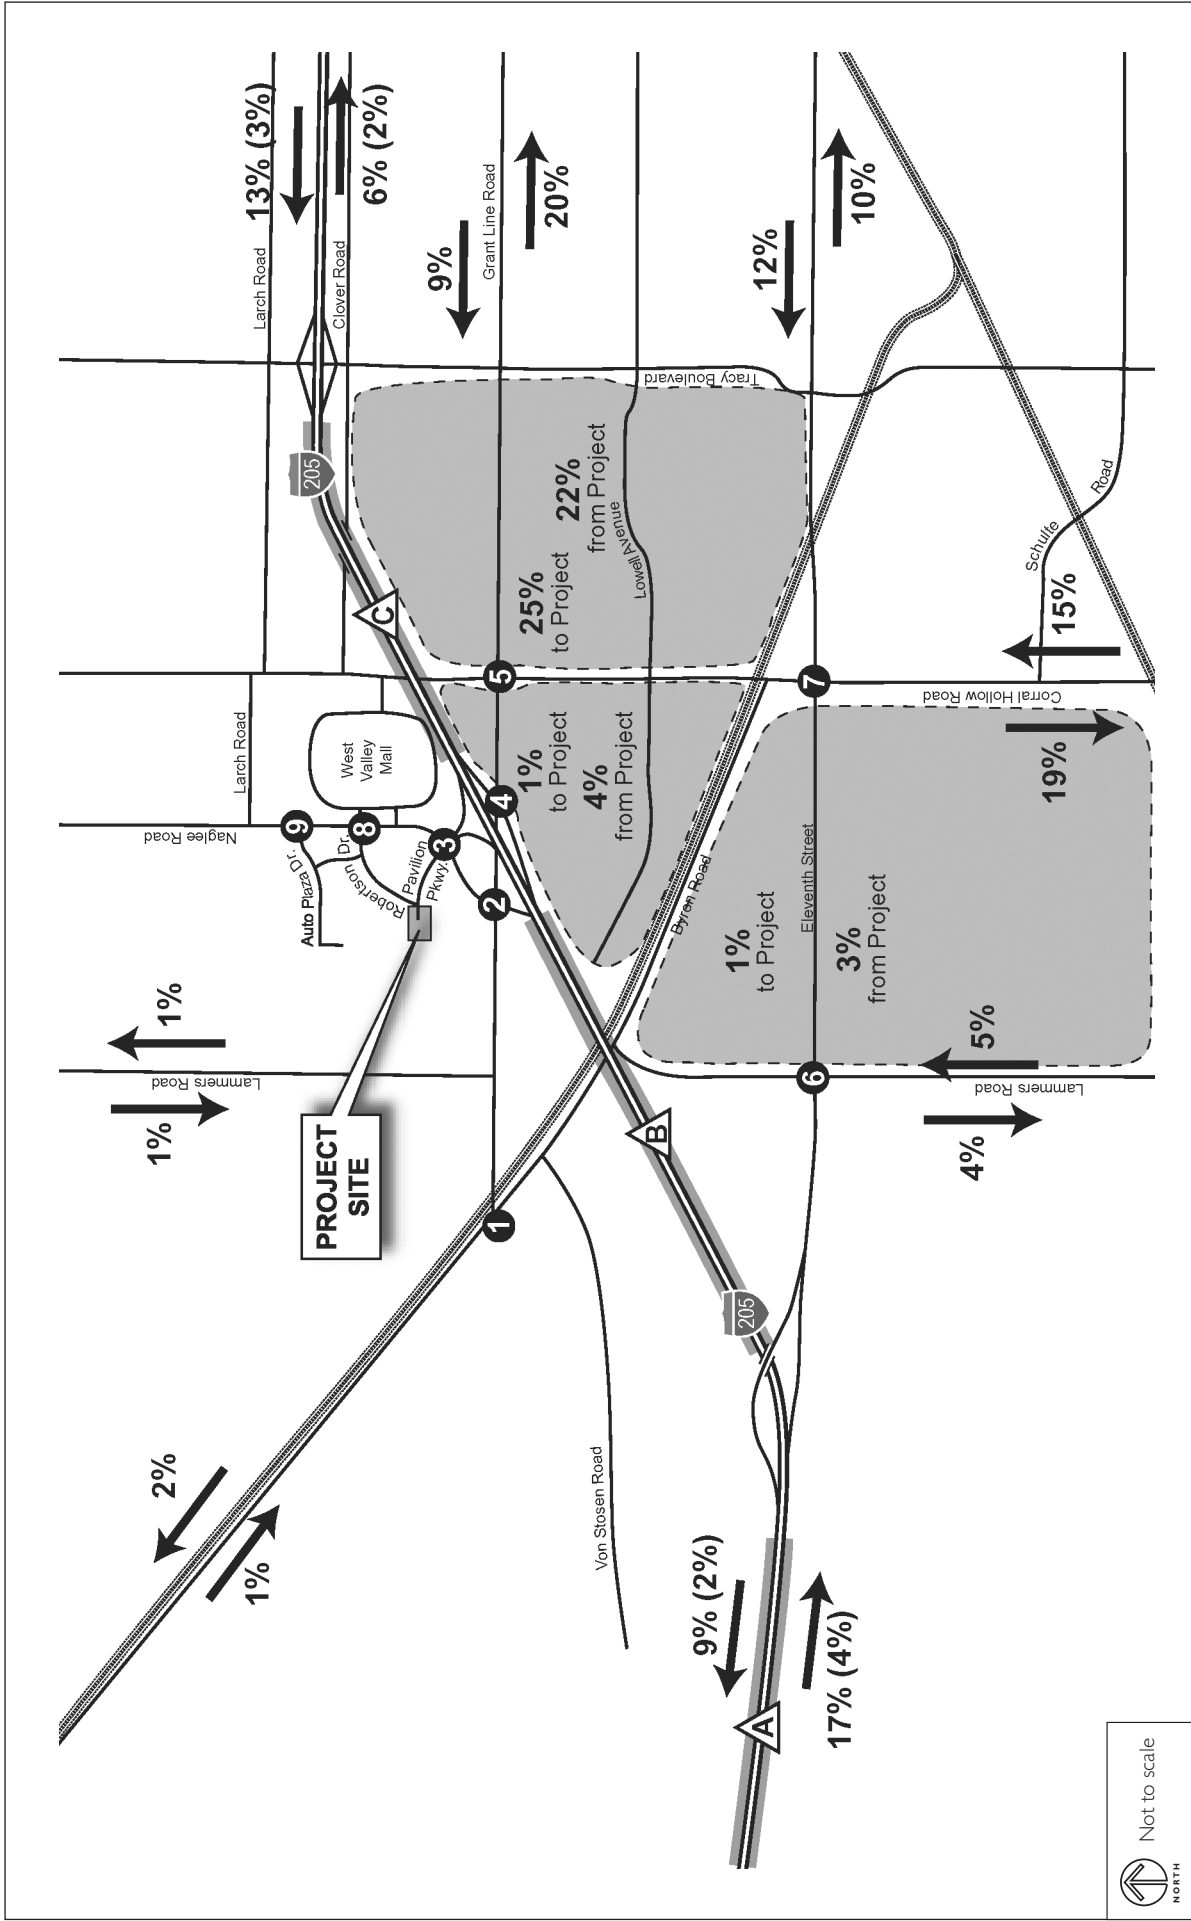 13% (3%)
6% (2%)
Larch Road
Clover Road
9%
Grant Line Road
20%
12%
10%
Tracy Boulevard
205
22%
from Project
25%
to Project
Lowell Avenue
C
5
7
Schulte
Road
15%
Corral Hollow Road
19%
Larch Road
West
Valley
Mall
Naglee Road
9
8
3
4
2
Auto Plaza Dr.
Robertson Dr.
Pavilion
Pkwy.
1%
to Project
4%
from Project
Byron Road
Eleventh Street
1%
to Project
3%
from Project
1%
Lammers Road
1%
PROJECT
SITE
5%
6
Lammers Road
4%
B
1
205
2%
1%
Von Stosen Road
9% (2%)
17% (4%)
A
Not to scale
NORTH